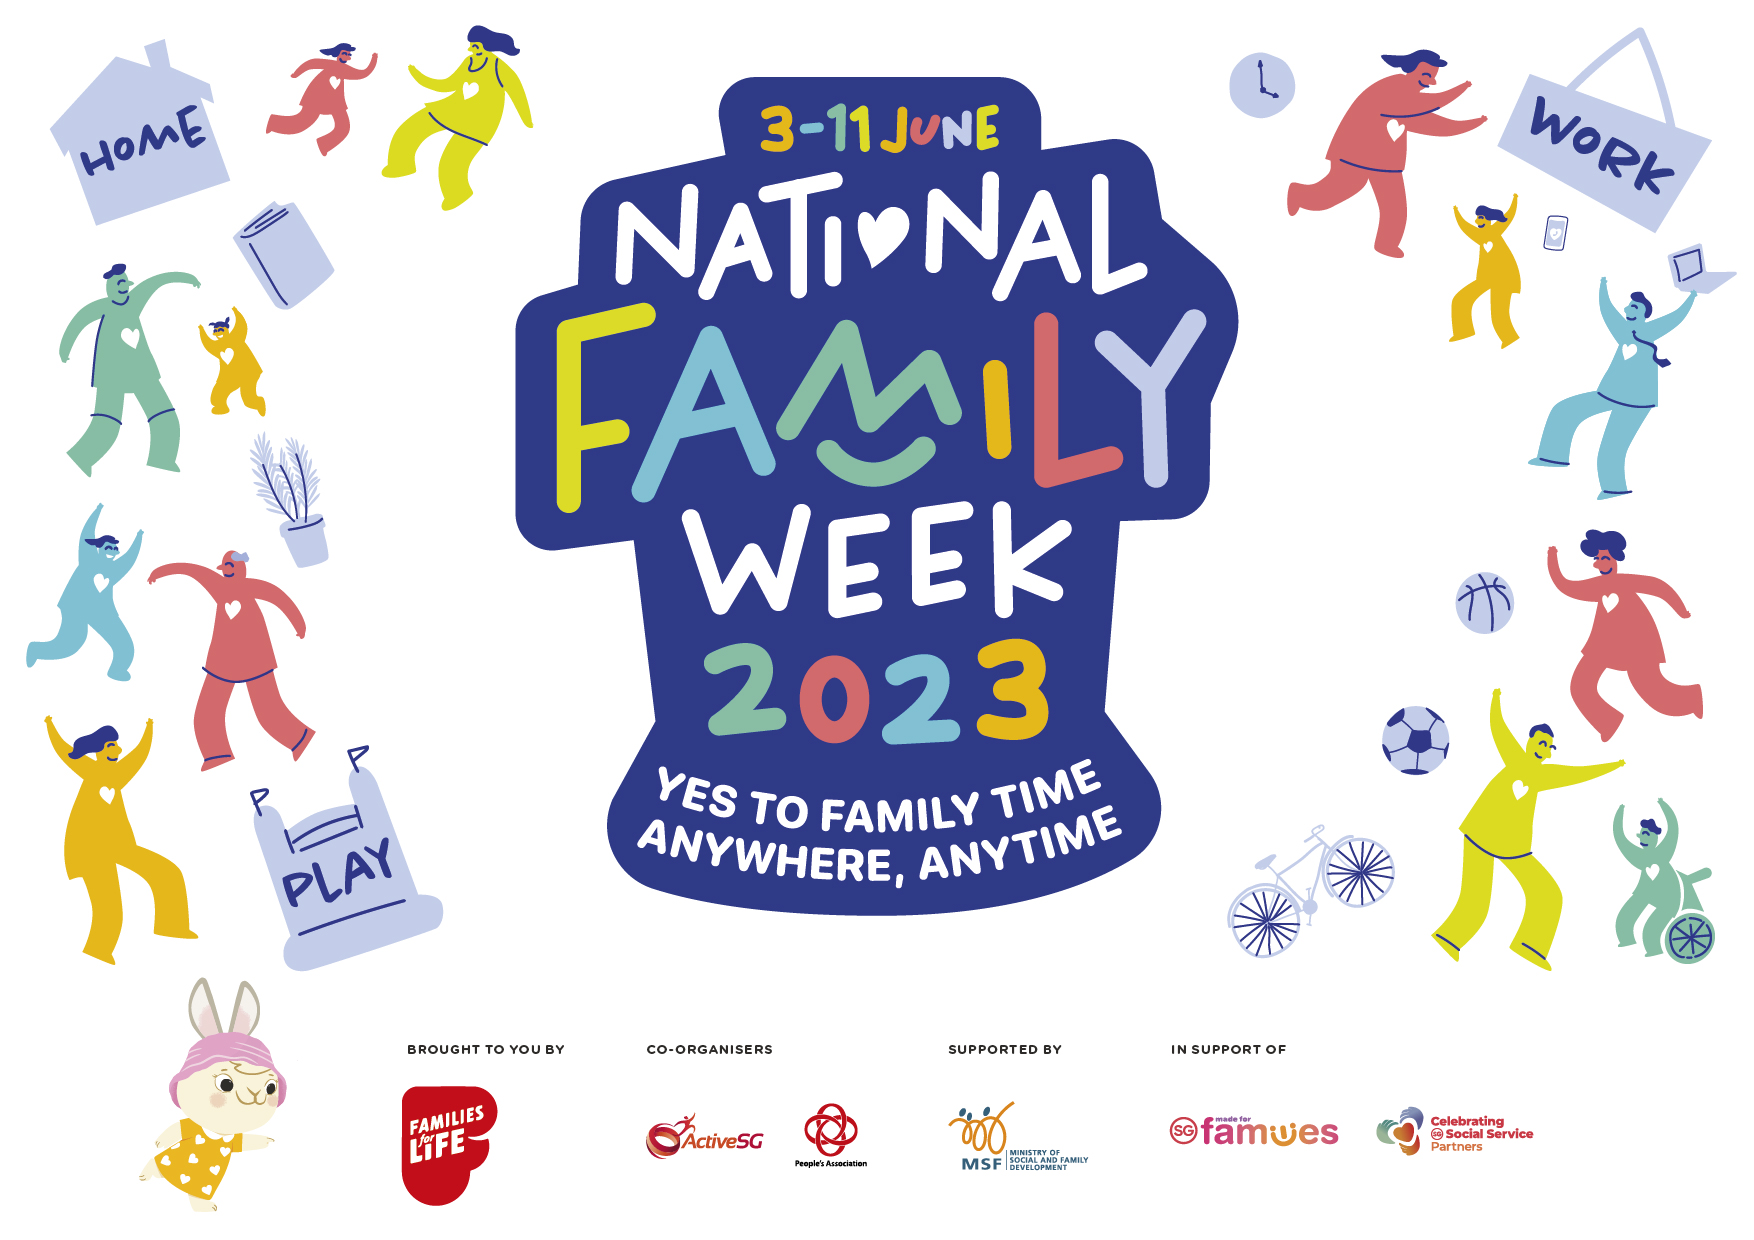 3-11 JUNE
NATIONAL
FAMILY
WEEK
2023
YES TO FAMILY TIME
ANYWHERE, ANYTIME
HOME
WORK
PLAY
BROUGHT TO YOU BY
FAMILIES
for
LIFE
CO-ORGANISERS
ActiveSG
People's Association
SUPPORTED BY
MSF
MINISTRY OF
SOCIAL AND FAMILY
DEVELOPMENT
IN SUPPORT OF
SG
made for
families
Celebrating
SG Social Service
Partners